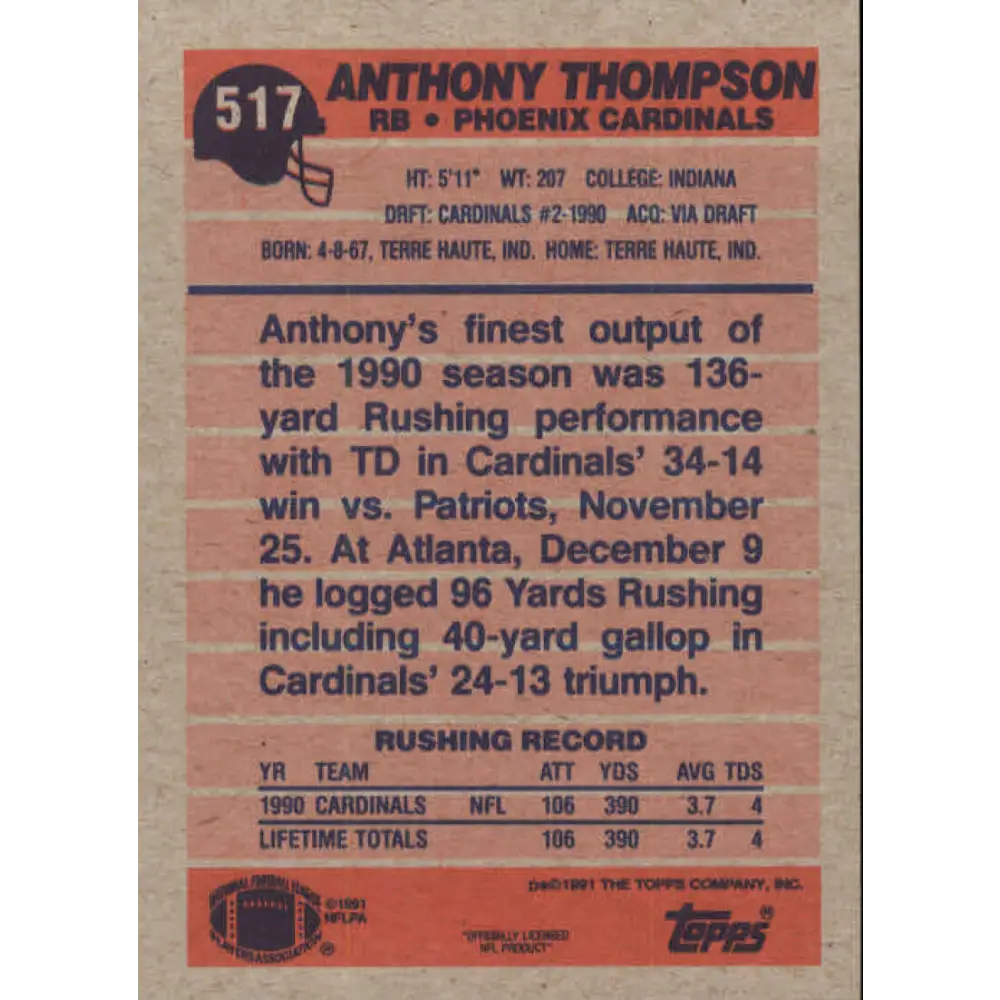 517
ANTHONY THOMPSON
RB • PHOENIX CARDINALS
HT: 5'11" WT: 207 COLLEGE: INDIANA
DRFT: CARDINALS #2-1990 ACQ: VIA DRAFT
BORN: 4-8-67, TERRE HAUTE, IND. HOME: TERRE HAUTE, IND.
Anthony's finest output of
the 1990 season was 136-
yard Rushing performance
with TD in Cardinals' 34-14
win vs. Patriots, November
25. At Atlanta, December 9
he logged 96 Yards Rushing
including 40-yard gallop in
Cardinals' 24-13 triumph.
RUSHING RECORD
YR TEAM ATT YDS AVG TDS
1990 CARDINALS NFL 106 390 3.7 4
LIFETIME TOTALS 106 390 3.7 4
NATIONAL FOOTBALL LEAGUE
PLAYERS ASSOCIATION
®
©1991
NFLPA
"OFFICIALLY LICENSED
NFL PRODUCT"
©1991 THE TOPPS COMPANY, INC.
Topps®